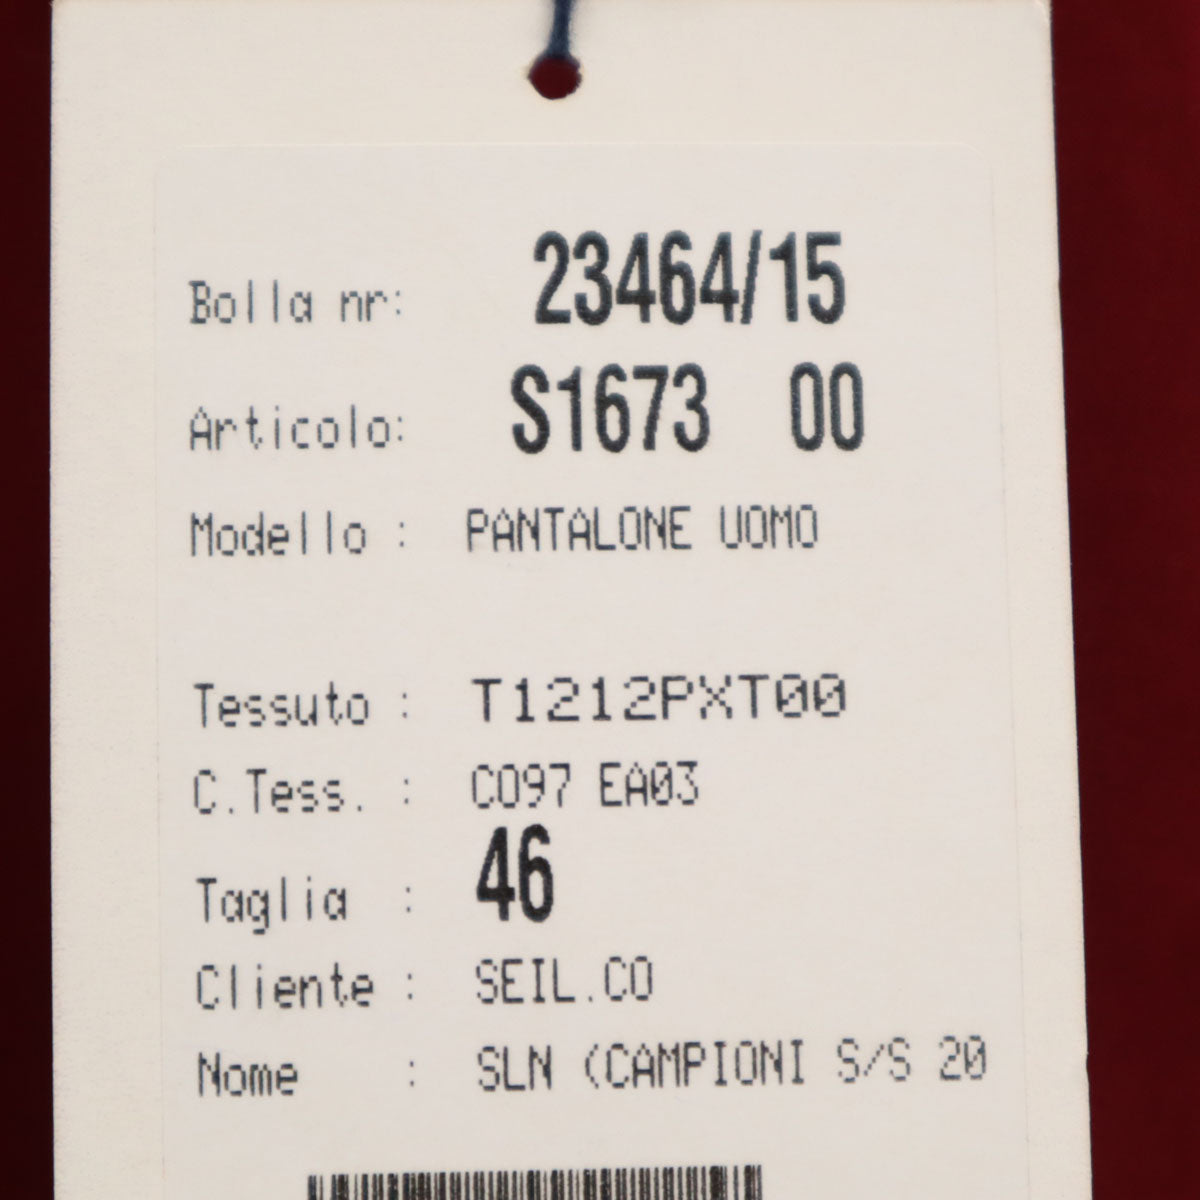 Bolla nr: 23464/15
Articolo: S1673 00
Modello : PANTALONE UOMO
Tessuto : T1212PXT00
C.Tess. : CO97 EA03
Taglia : 46
Cliente : SEIL.CO
Nome : SLN (CAMPIONI S/S 20